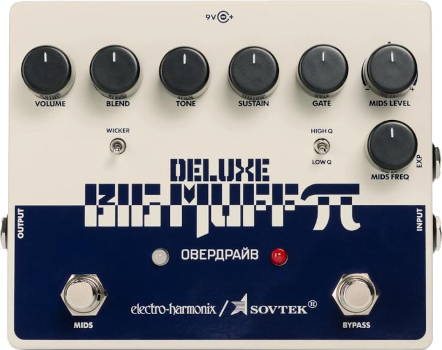 9V +
VOLUME BLEND TONE SUSTAIN GATE MIDS LEVEL
WICKER HIGH Q
LOW Q
EXP
MIDS FREQ
DELUXE
BIG MUFF π
OUTPUT
INPUT
ОВЕРДРАЙВ
electro-harmonix / SOVTEK®
MIDS BYPASS